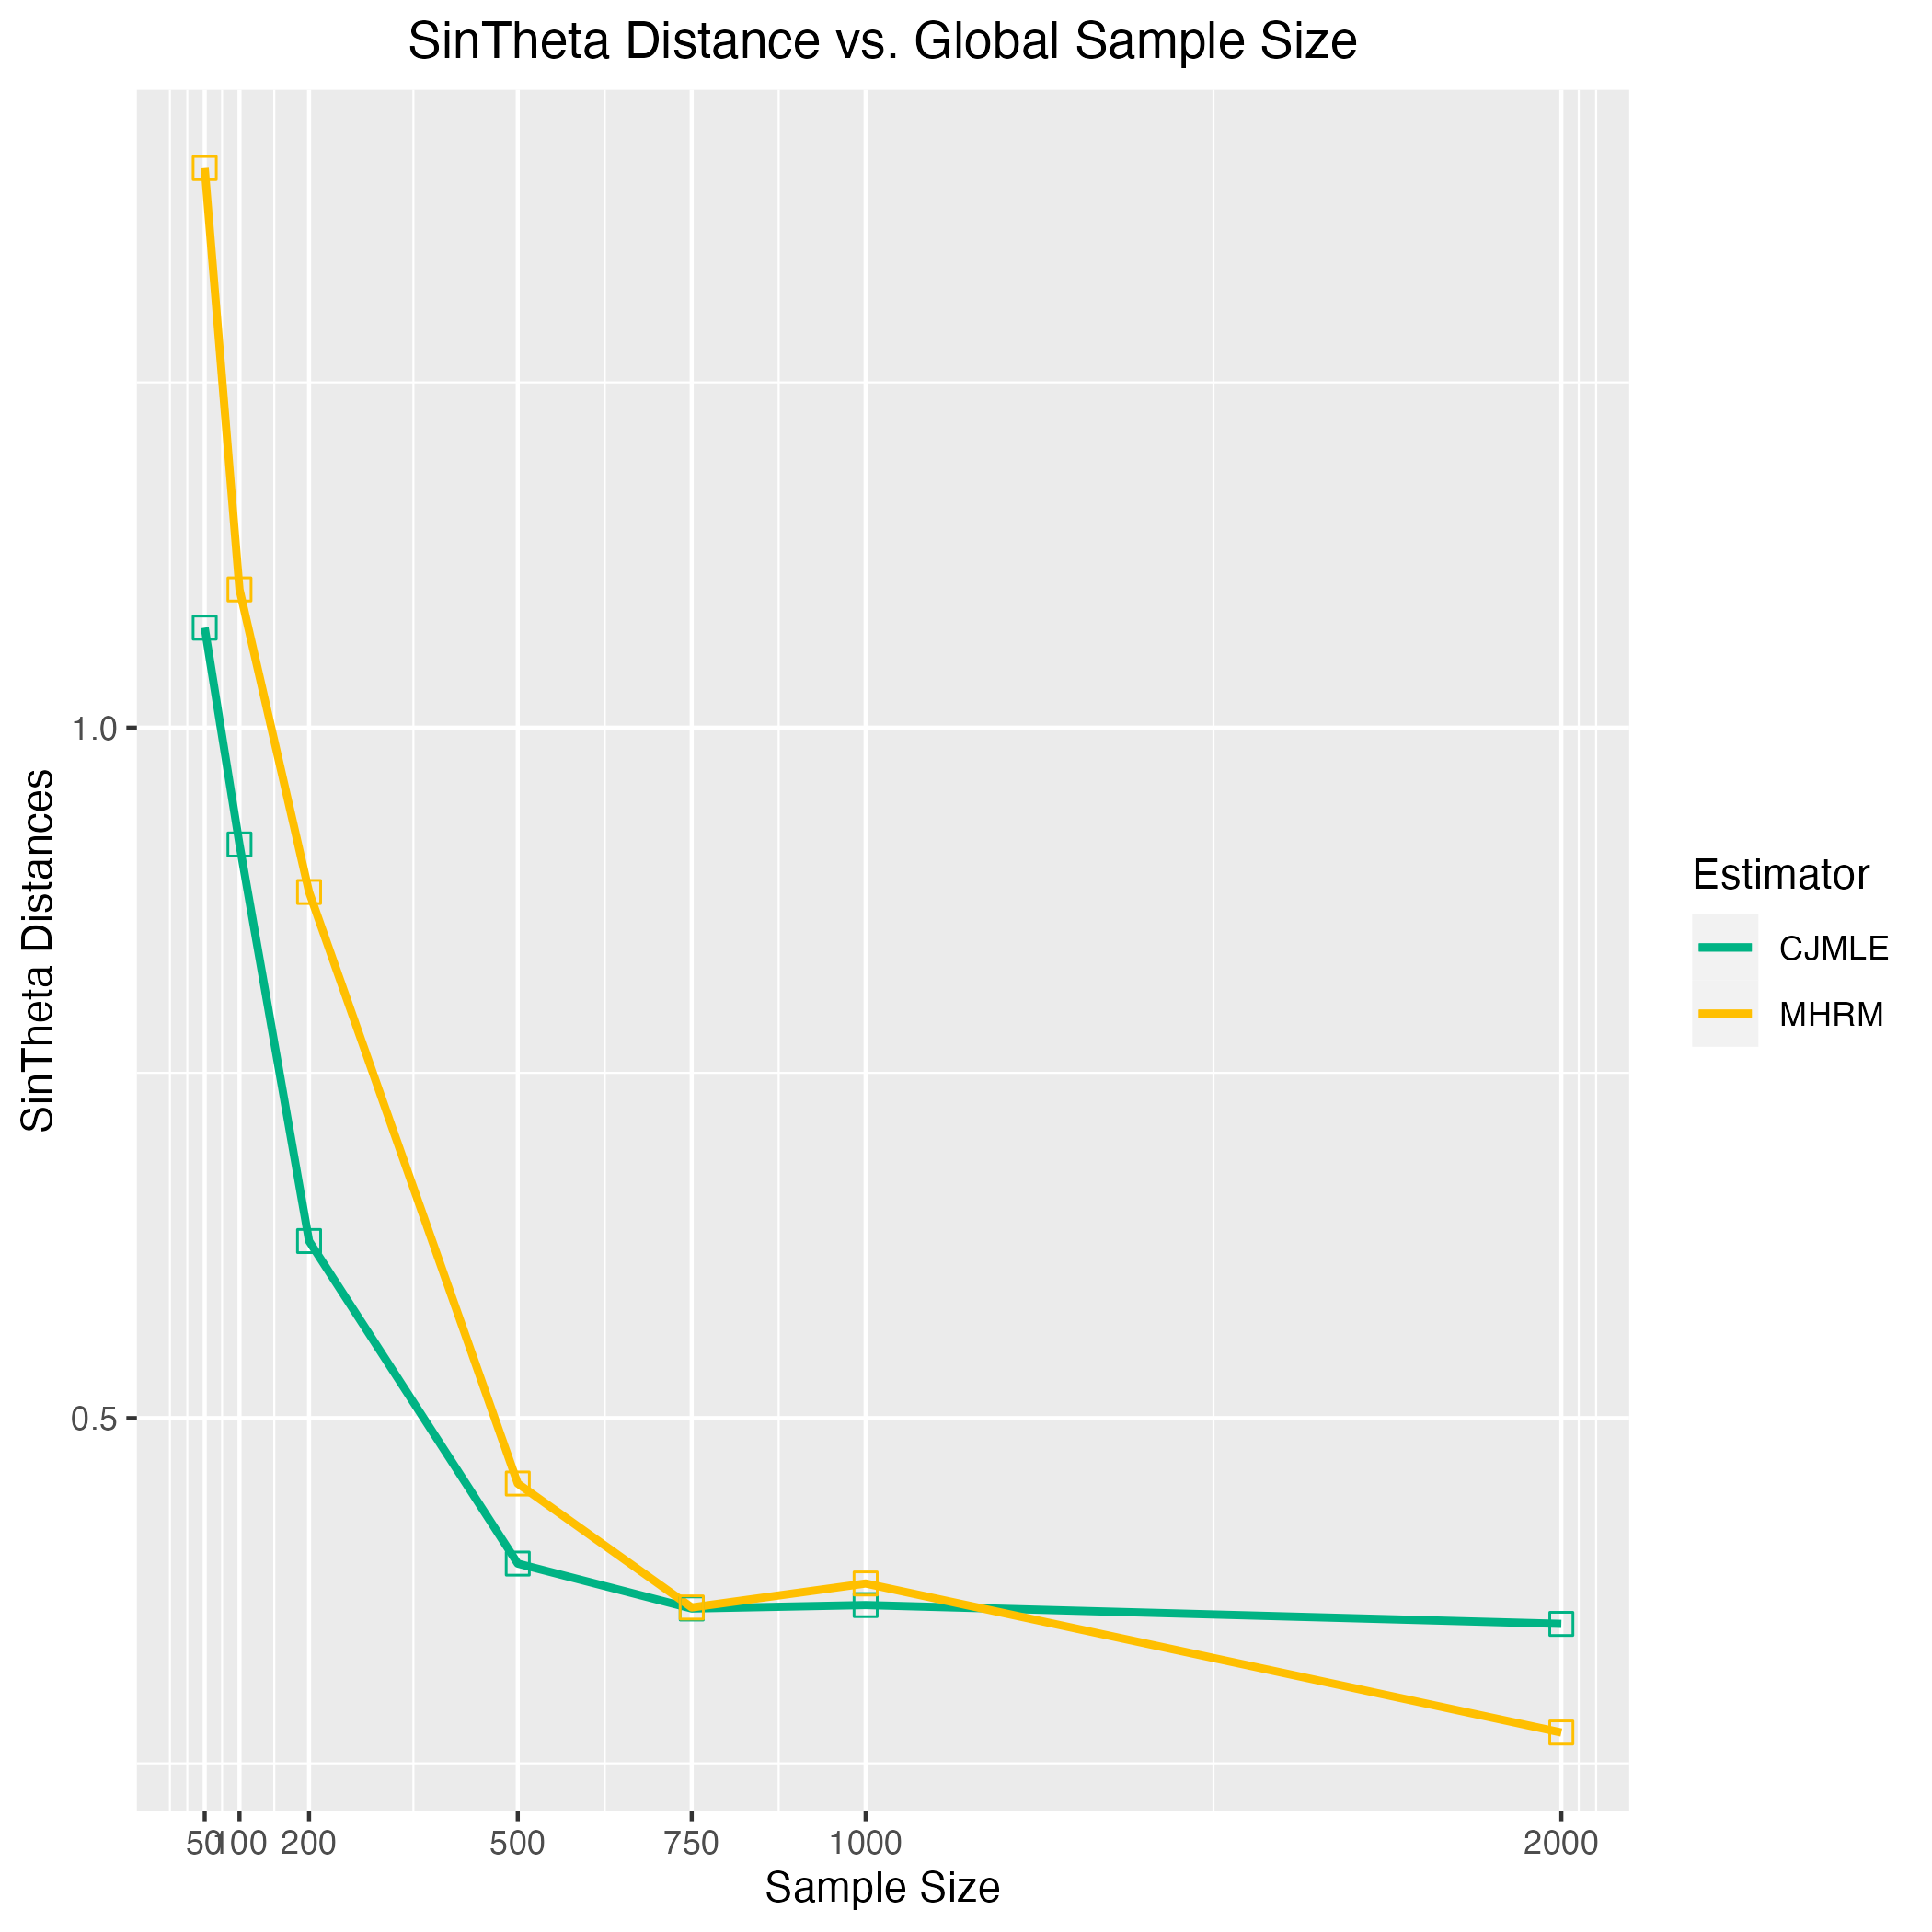 SinTheta Distance vs. Global Sample Size
SinTheta Distances
1.0
0.5
50 100 200 500 750 1000 2000
Sample Size
Estimator
CJMLE
MHRM